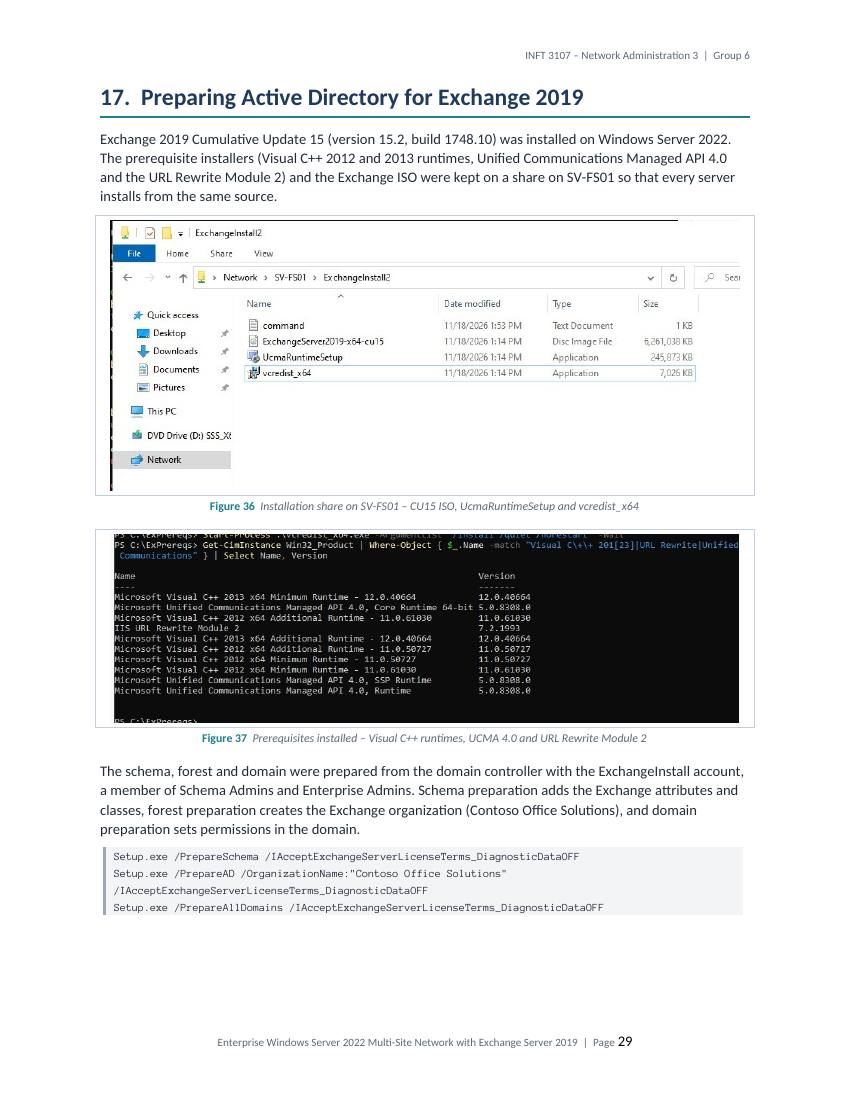 INFT 3107 – Network Administration 3 | Group 6
17. Preparing Active Directory for Exchange 2019
Exchange 2019 Cumulative Update 15 (version 15.2, build 1748.10) was installed on Windows Server 2022.
The prerequisite installers (Visual C++ 2012 and 2013 runtimes, Unified Communications Managed API 4.0
and the URL Rewrite Module 2) and the Exchange ISO were kept on a share on SV-FS01 so that every server
installs from the same source.
ExchangeInstall2
File Home Share View
Network › SV-FS01 › ExchangeInstall2
Name Date modified Type Size
Quick access
Desktop
Downloads
Documents
Pictures
This PC
DVD Drive (D:) SSS_X6
Network
command 11/18/2026 1:53 PM Text Document 1 KB
ExchangeServer2019-x64-cu15 11/18/2026 1:14 PM Disc Image File 6,261,038 KB
UcmaRuntimeSetup 11/18/2026 1:14 PM Application 245,873 KB
vcredist_x64 11/18/2026 1:14 PM Application 7,026 KB
Figure 36 Installation share on SV-FS01 – CU15 ISO, UcmaRuntimeSetup and vcredist_x64
PS C:\ExPrereqs> Start-Process .\vcredist_x64.exe -ArgumentList "/install /quiet /norestart" -Wait
PS C:\ExPrereqs> Get-CimInstance Win32_Product | Where-Object { $_.Name -match "Visual C\+\+ 201[23]|URL Rewrite|Unified
Communications" } | Select Name, Version
Name Version
---- -------
Microsoft Visual C++ 2013 x64 Minimum Runtime - 12.0.40664 12.0.40664
Microsoft Unified Communications Managed API 4.0, Core Runtime 64-bit 5.0.8308.0
Microsoft Visual C++ 2012 x64 Additional Runtime - 11.0.61030 11.0.61030
IIS URL Rewrite Module 2 7.2.1993
Microsoft Visual C++ 2013 x64 Additional Runtime - 12.0.40664 12.0.40664
Microsoft Visual C++ 2012 x64 Additional Runtime - 11.0.50727 11.0.50727
Microsoft Visual C++ 2012 x64 Minimum Runtime - 11.0.50727 11.0.50727
Microsoft Visual C++ 2012 x64 Minimum Runtime - 11.0.61030 11.0.61030
Microsoft Unified Communications Managed API 4.0, SSP Runtime 5.0.8308.0
Microsoft Unified Communications Managed API 4.0, Runtime 5.0.8308.0
PS C:\ExPrereqs>
Figure 37 Prerequisites installed – Visual C++ runtimes, UCMA 4.0 and URL Rewrite Module 2
The schema, forest and domain were prepared from the domain controller with the ExchangeInstall account,
a member of Schema Admins and Enterprise Admins. Schema preparation adds the Exchange attributes and
classes, forest preparation creates the Exchange organization (Contoso Office Solutions), and domain
preparation sets permissions in the domain.
Setup.exe /PrepareSchema /IAcceptExchangeServerLicenseTerms_DiagnosticDataOFF
Setup.exe /PrepareAD /OrganizationName:"Contoso Office Solutions"
/IAcceptExchangeServerLicenseTerms_DiagnosticDataOFF
Setup.exe /PrepareAllDomains /IAcceptExchangeServerLicenseTerms_DiagnosticDataOFF
Enterprise Windows Server 2022 Multi-Site Network with Exchange Server 2019 | Page 29